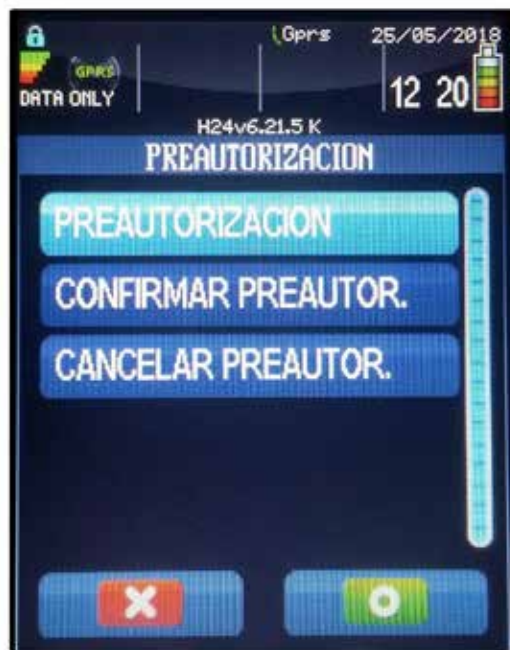 Gprs 25/05/2018
GPRS
DATA ONLY 12 20
H24v6.21.5 K
PREAUTORIZACION
PREAUTORIZACION
CONFIRMAR PREAUTOR.
CANCELAR PREAUTOR.